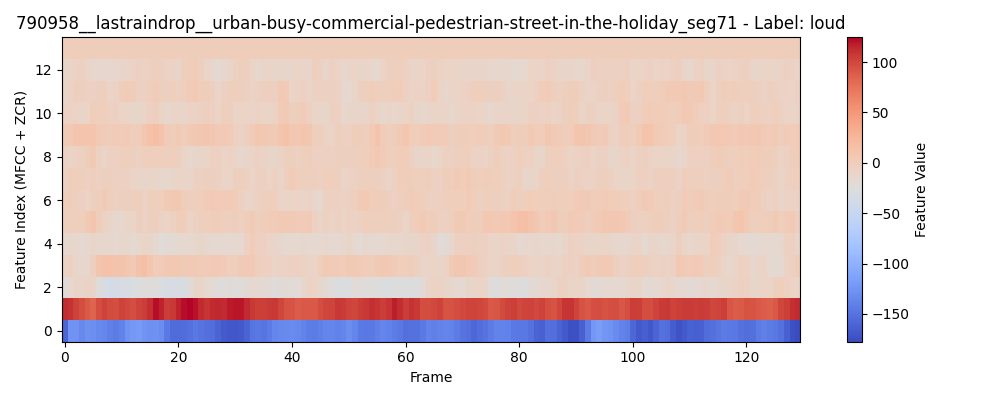 790958__lastraindrop__urban-busy-commercial-pedestrian-street-in-the-holiday_seg71 - Label: loud
Feature Index (MFCC + ZCR)
12
10
8
6
4
2
0
0 20 40 60 80 100 120
Frame
100
50
0
−50
−100
−150
Feature Value